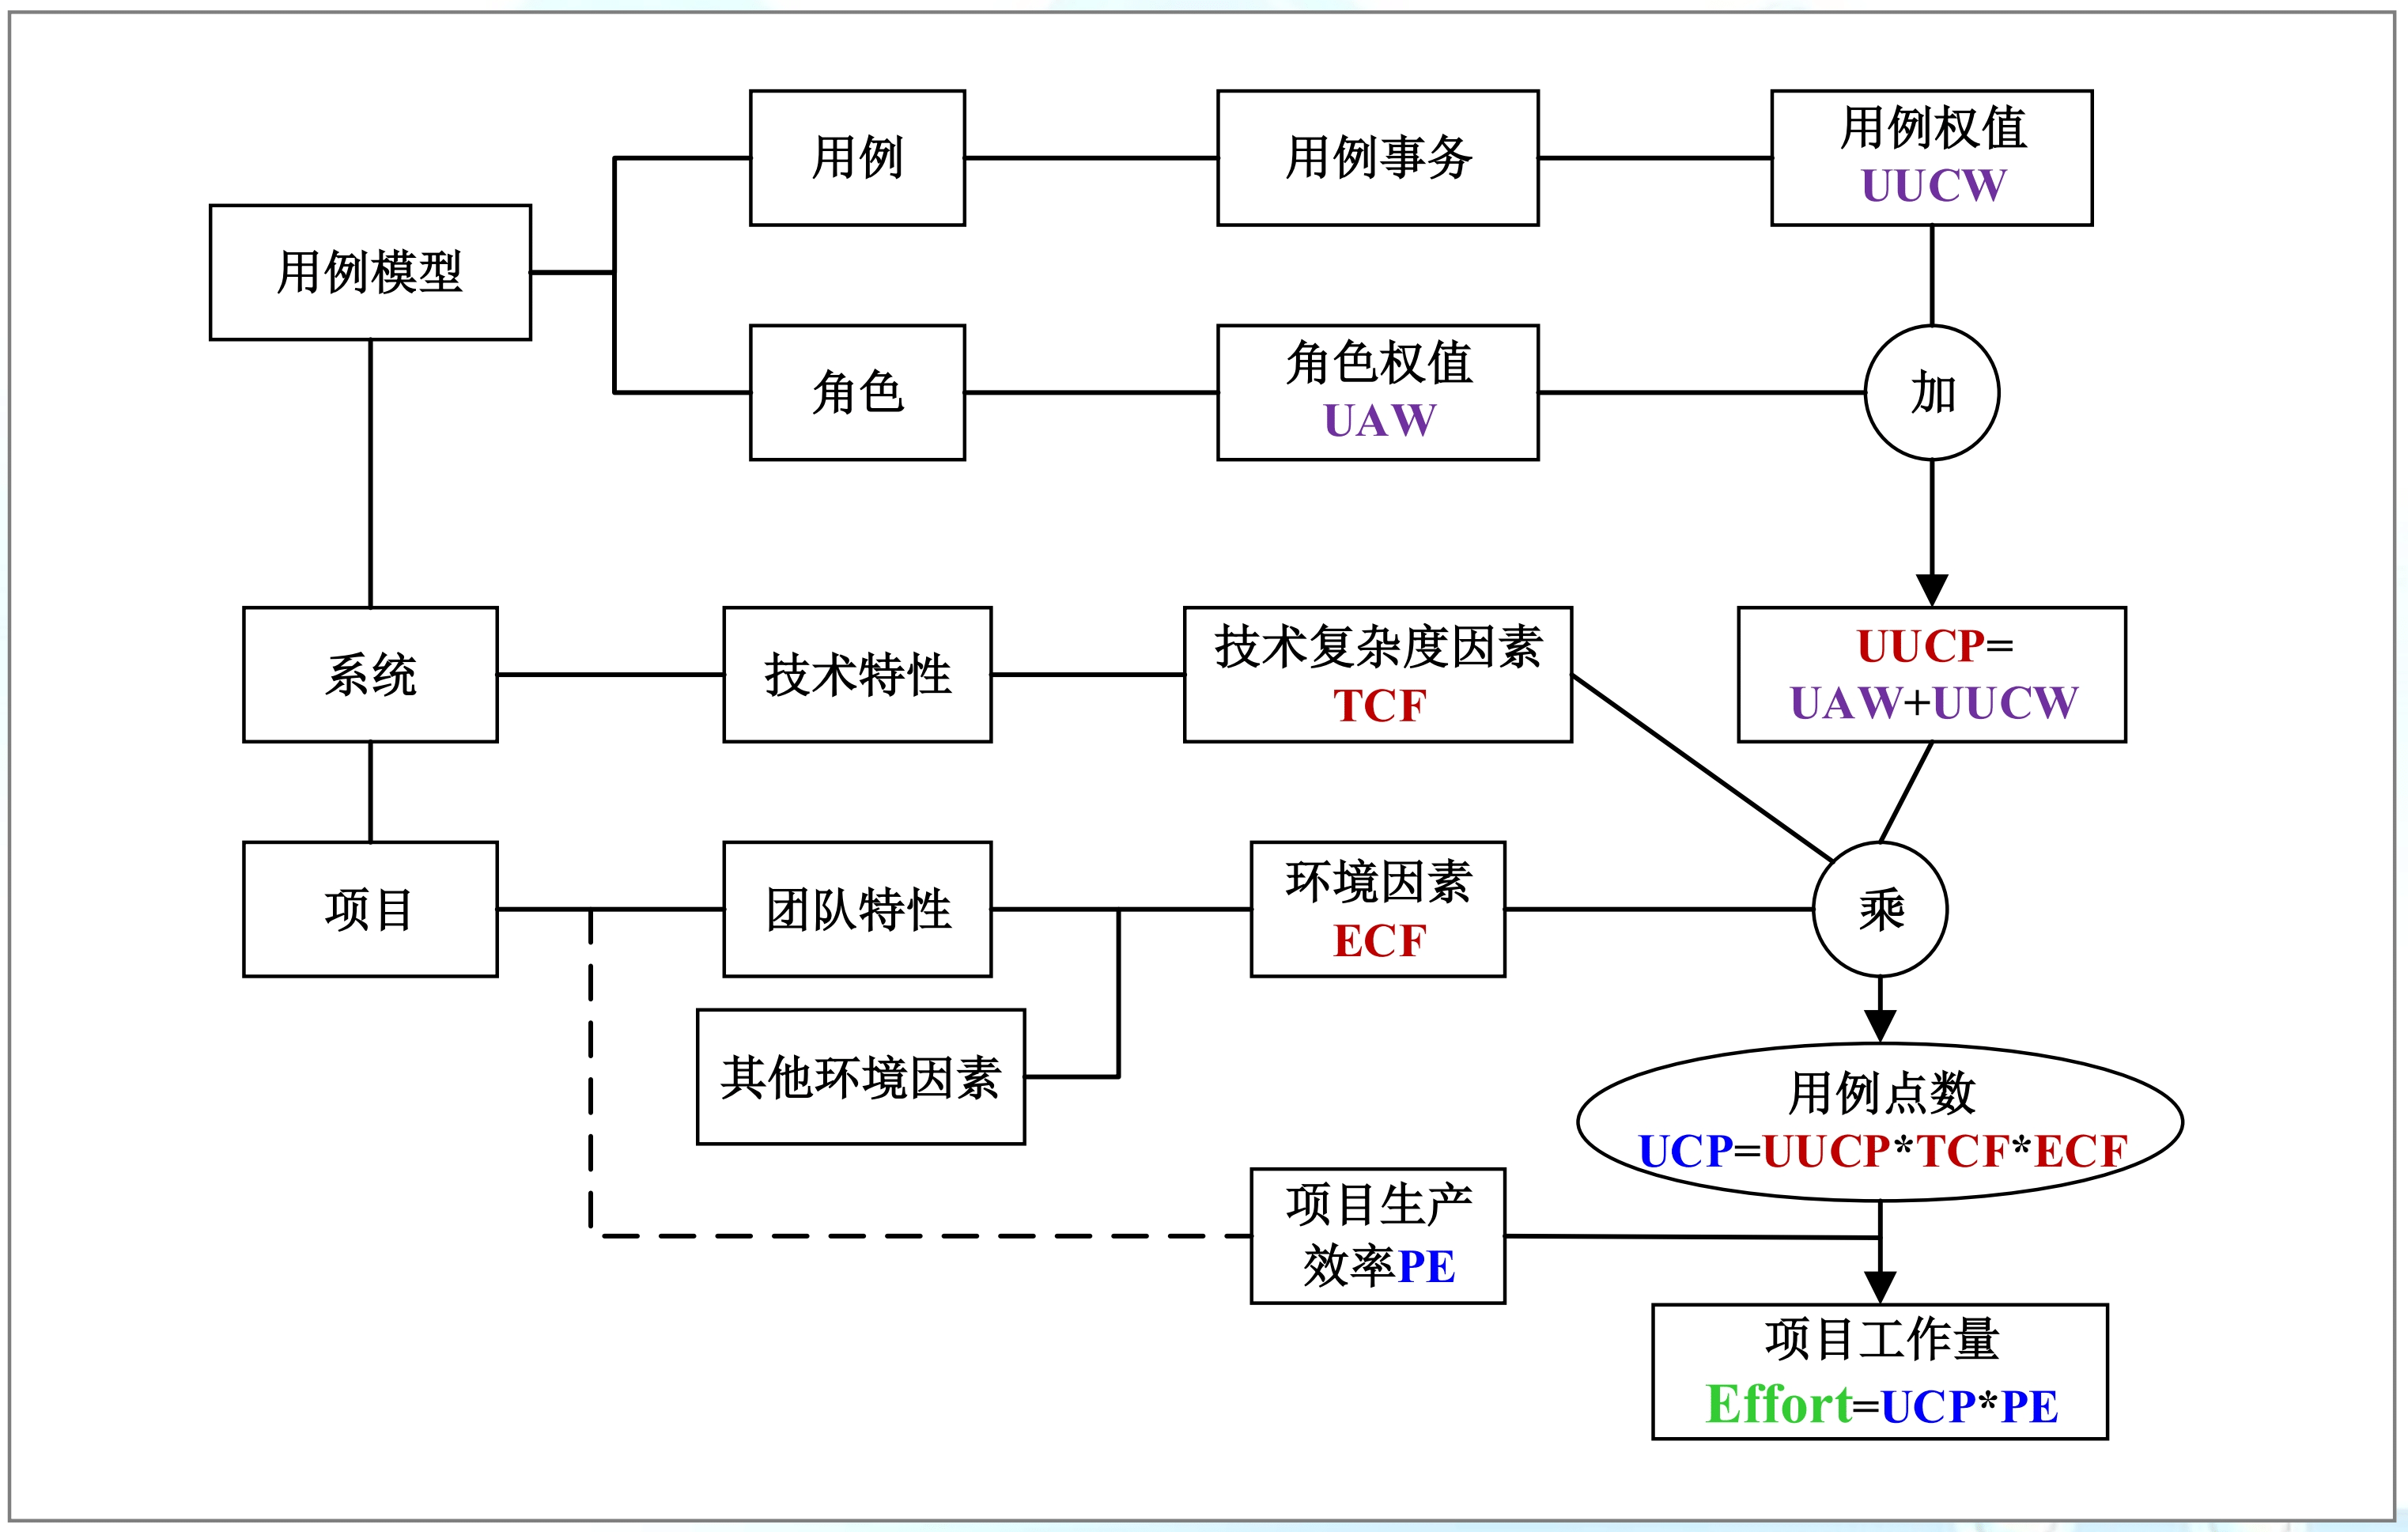 用例
用例事务
用例权值
UUCW
用例模型
角色
角色权值
UAW
加
系统
技术特性
技术复杂度因素
TCF
UUCP=
UAW+UUCW
项目
团队特性
环境因素
ECF
乘
其他环境因素
用例点数
UCP=UUCP*TCF*ECF
项目生产
效率PE
项目工作量
Effort=UCP*PE